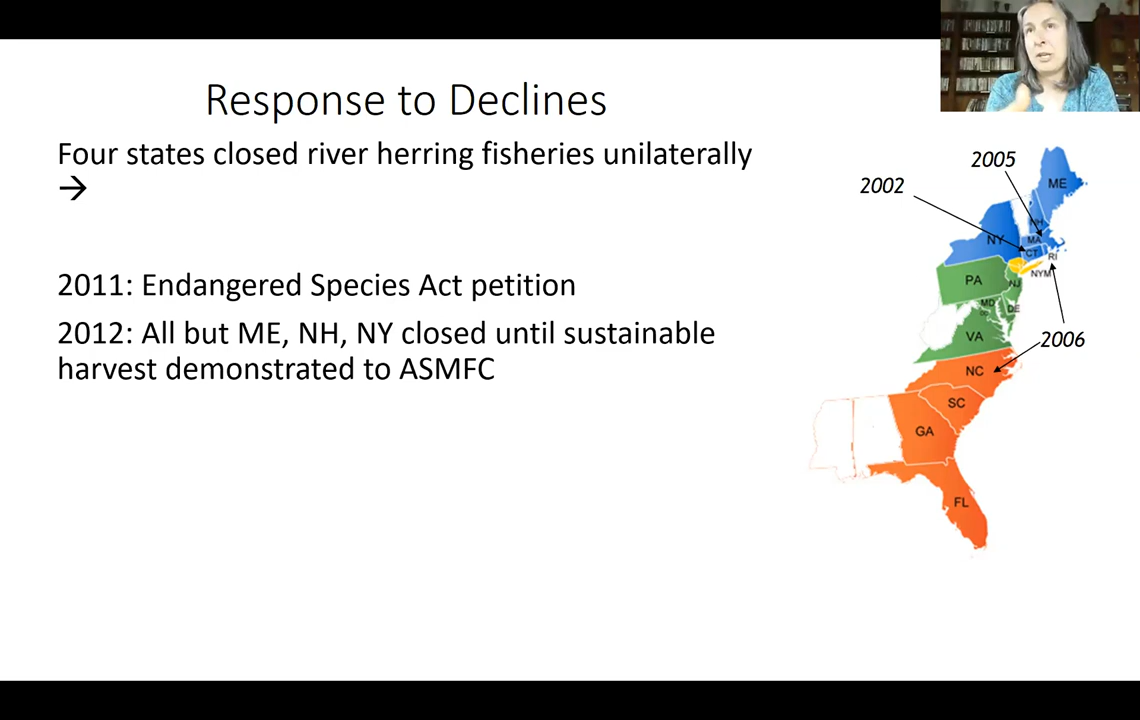 Response to Declines
Four states closed river herring fisheries unilaterally
→
2011: Endangered Species Act petition
2012: All but ME, NH, NY closed until sustainable
harvest demonstrated to ASMFC
2005
2002
ME
NH
NY
MA
CT
RI
NYM
PA
NJ
MD
DE
VA
2006
NC
SC
GA
FL